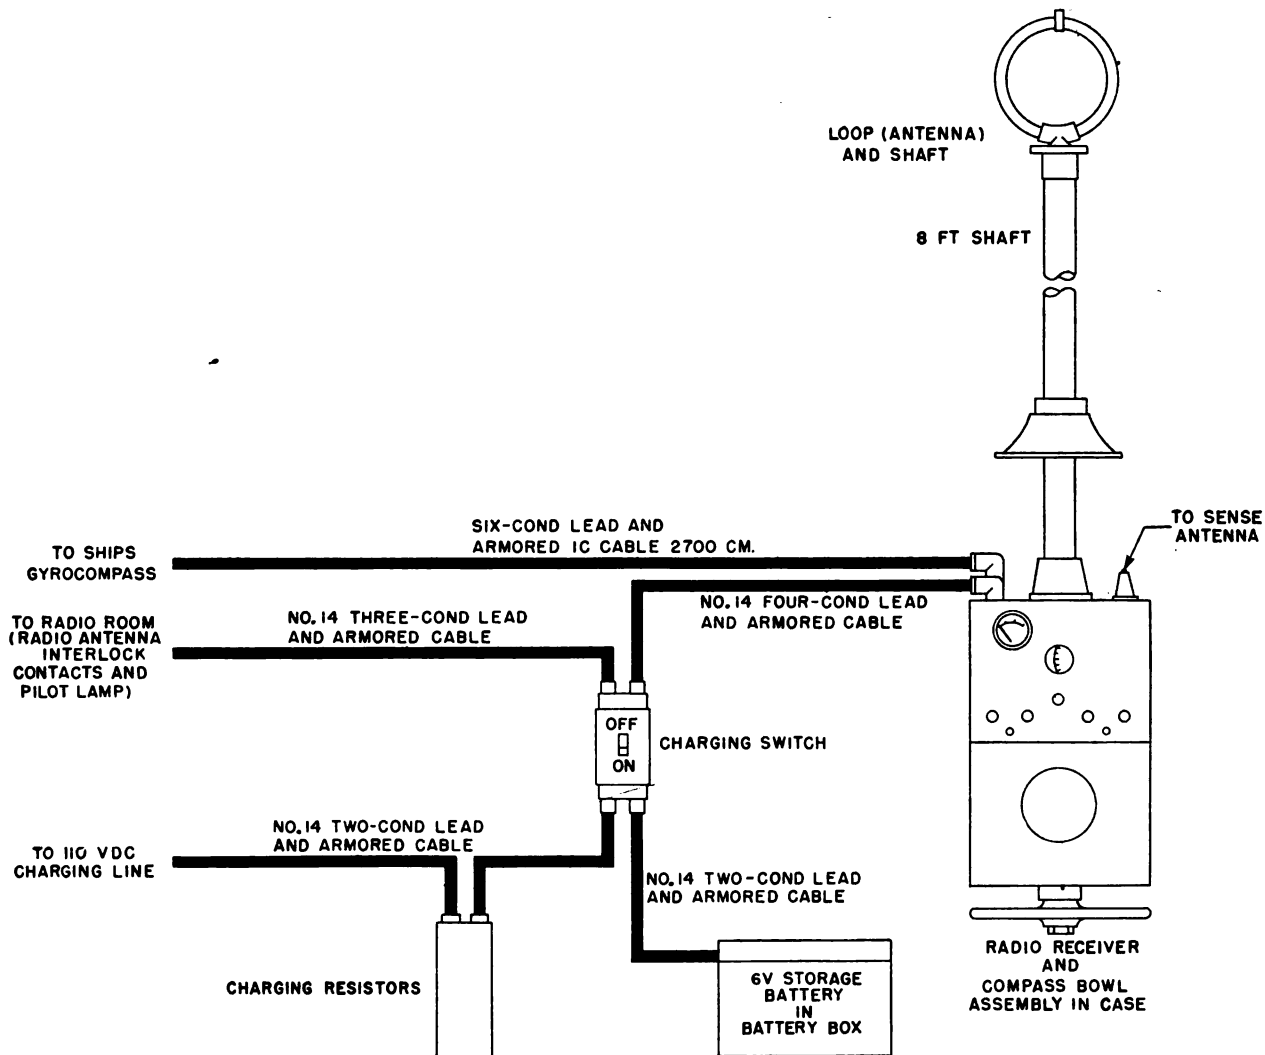 LOOP (ANTENNA)
AND SHAFT
8 FT SHAFT
TO SENSE
ANTENNA
SIX-COND LEAD AND
ARMORED IC CABLE 2700 CM.
TO SHIPS
GYROCOMPASS
NO.14 FOUR-COND LEAD
AND ARMORED CABLE
NO.14 THREE-COND LEAD
AND ARMORED CABLE
TO RADIO ROOM
(RADIO ANTENNA
INTERLOCK
CONTACTS AND
PILOT LAMP)
OFF
ON
CHARGING SWITCH
NO.14 TWO-COND LEAD
AND ARMORED CABLE
TO 110 VDC
CHARGING LINE
NO.14 TWO-COND LEAD
AND ARMORED CABLE
RADIO RECEIVER
AND
COMPASS BOWL
ASSEMBLY IN CASE
CHARGING RESISTORS
6V STORAGE
BATTERY
IN
BATTERY BOX